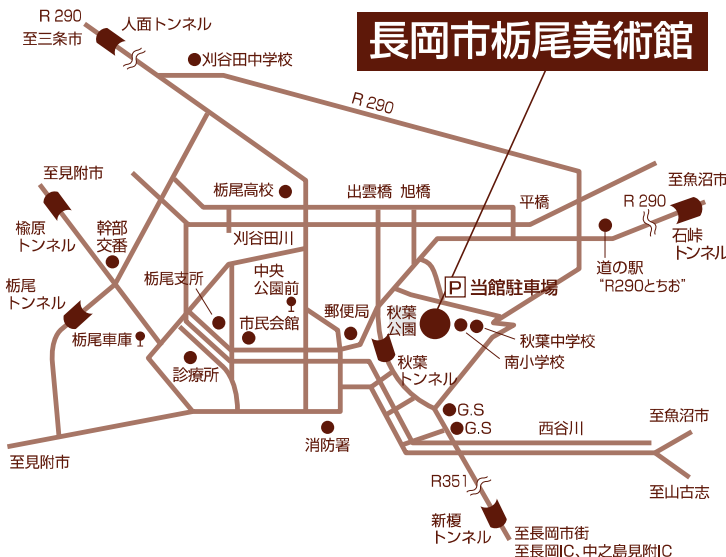 R 290
至三条市
人面トンネル
長岡市栃尾美術館
刈谷田中学校
R 290
至見附市
楡原
トンネル
幹部
交番
栃尾高校
出雲橋
旭橋
平橋
至魚沼市
R 290
石峠
トンネル
刈谷田川
道の駅
"R290とちお"
栃尾
トンネル
栃尾支所
中央
公園前
P 当館駐車場
郵便局
秋葉
公園
秋葉中学校
南小学校
栃尾車庫
市民会館
診療所
秋葉
トンネル
G.S
G.S
消防署
西谷川
至魚沼市
至見附市
至山古志
R351
新榎
トンネル
至長岡市街
至長岡IC、中之島見附IC